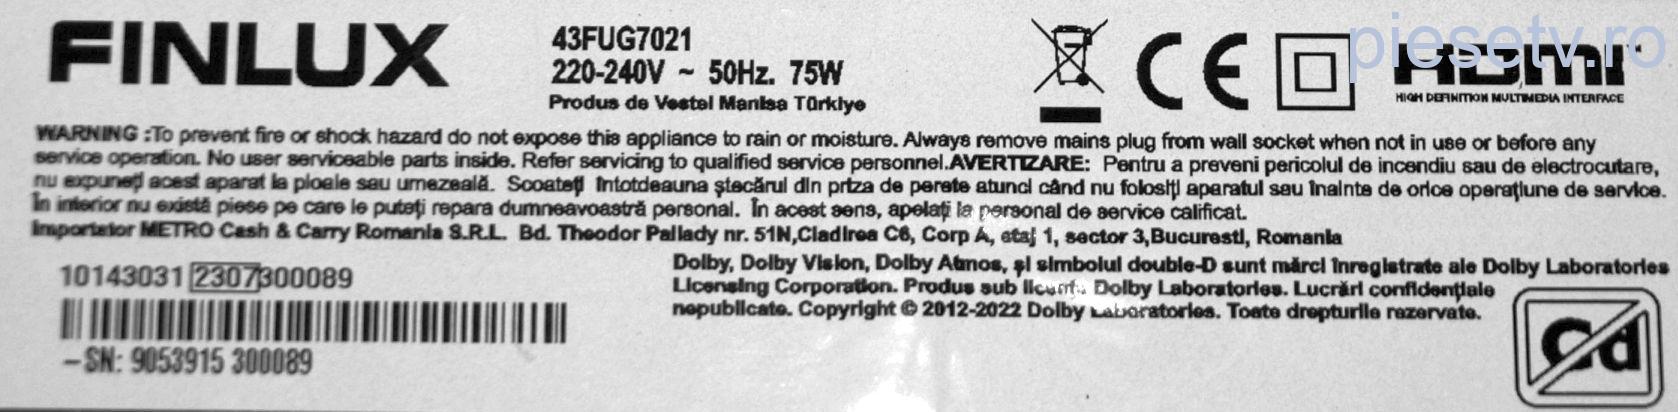 FINLUX
43FUG7021
220-240V ~ 50Hz. 75W
Produs de Vestel Manisa Türkiye
CE
HDMI
HIGH DEFINITION MULTIMEDIA INTERFACE
piesetv.ro
WARNING :To prevent fire or shock hazard do not expose this appliance to rain or moisture. Always remove mains plug from wall socket when not in use or before any
service operation. No user serviceable parts inside. Refer servicing to qualified service personnel.AVERTIZARE: Pentru a preveni pericolul de incendiu sau de electrocutare,
nu expuneți acest aparat la ploaie sau umezeală. Scoateți întotdeauna ștecărul din priza de perete atunci când nu folosiți aparatul sau înainte de orice operațiune de service.
În interior nu există piese pe care le puteți repara dumneavoastră personal. În acest sens, apelați la personal de service calificat.
Importator METRO Cash & Carry Romania S.R.L. Bd. Theodor Pallady nr. 51N,Cladirea C6, Corp A, etaj 1, sector 3,Bucuresti, Romania
10143031 2307300089
-SN: 9053915 300089
Dolby, Dolby Vision, Dolby Atmos, și simbolul double-D sunt mărci înregistrate ale Dolby Laboratories
Licensing Corporation. Produs sub licența Dolby Laboratories. Lucrări confidențiale
nepublicate. Copyright © 2012-2022 Dolby Laboratories. Toate drepturile rezervate.
Pb